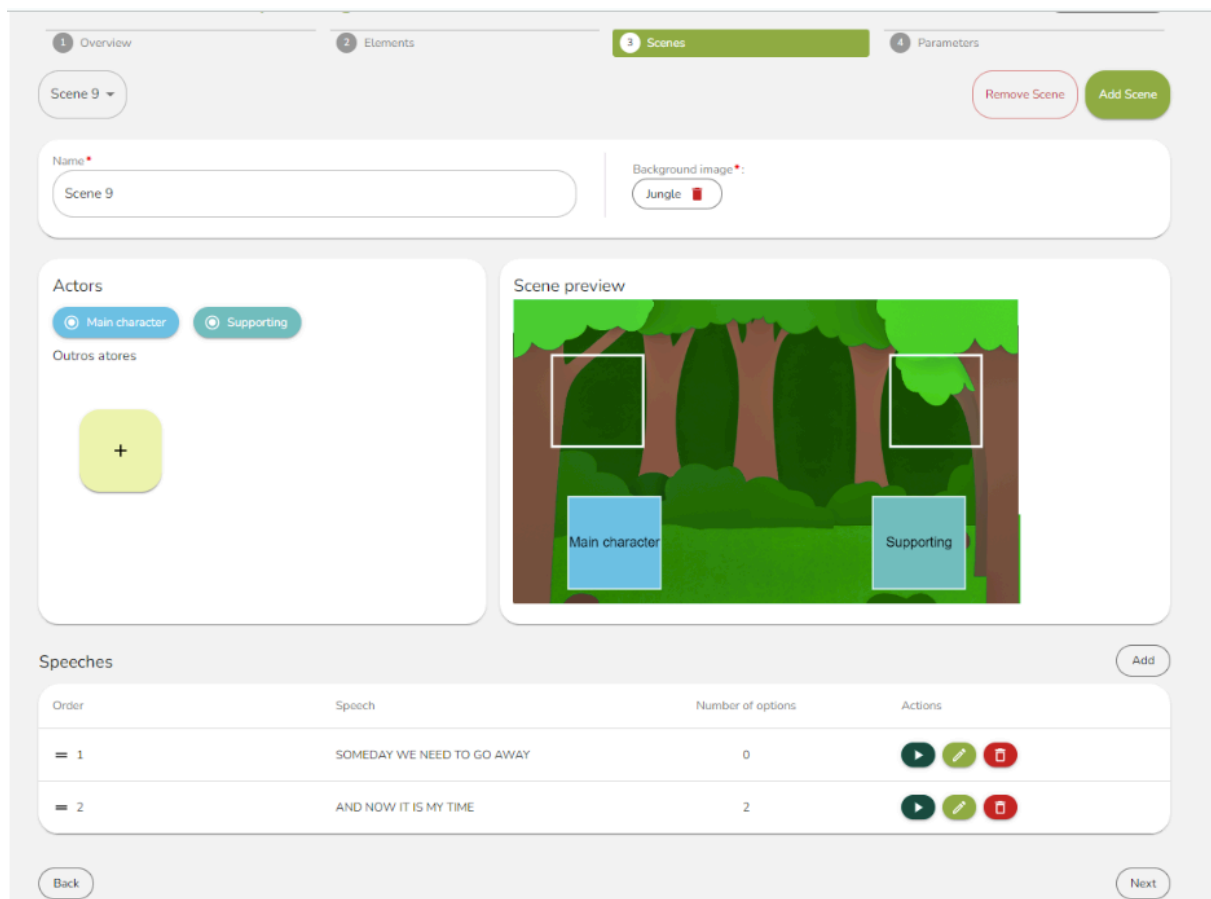 1 Overview
2 Elements
3 Scenes
4 Parameters
Scene 9
Remove Scene
Add Scene
Name*
Scene 9
Background image*:
Jungle
Actors
Main character
Supporting
Outros atores
+
Scene preview
Main character
Supporting
Speeches
Add
Order Speech Number of options Actions
1 SOMEDAY WE NEED TO GO AWAY 0
2 AND NOW IT IS MY TIME 2
Back
Next